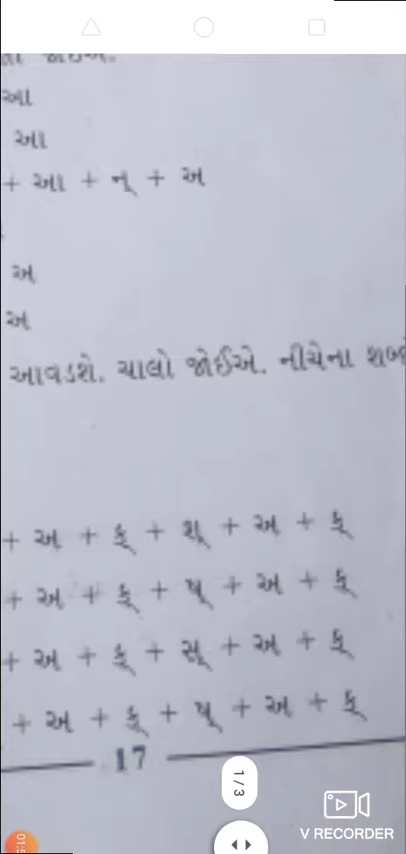 આ
આ
+ આ + ન્ + અ
અ
અ
આવડશે. ચાલો જોઈએ. નીચેના
+ અ + ક્ + શ્ + અ + ક્
+ અ + ક્ + ષ્ + અ + ક્
+ અ + ક્ + સ્ + અ + ક્
+ અ + ક્ + ષ્ + અ + ક્
17
1/3
V RECORDER